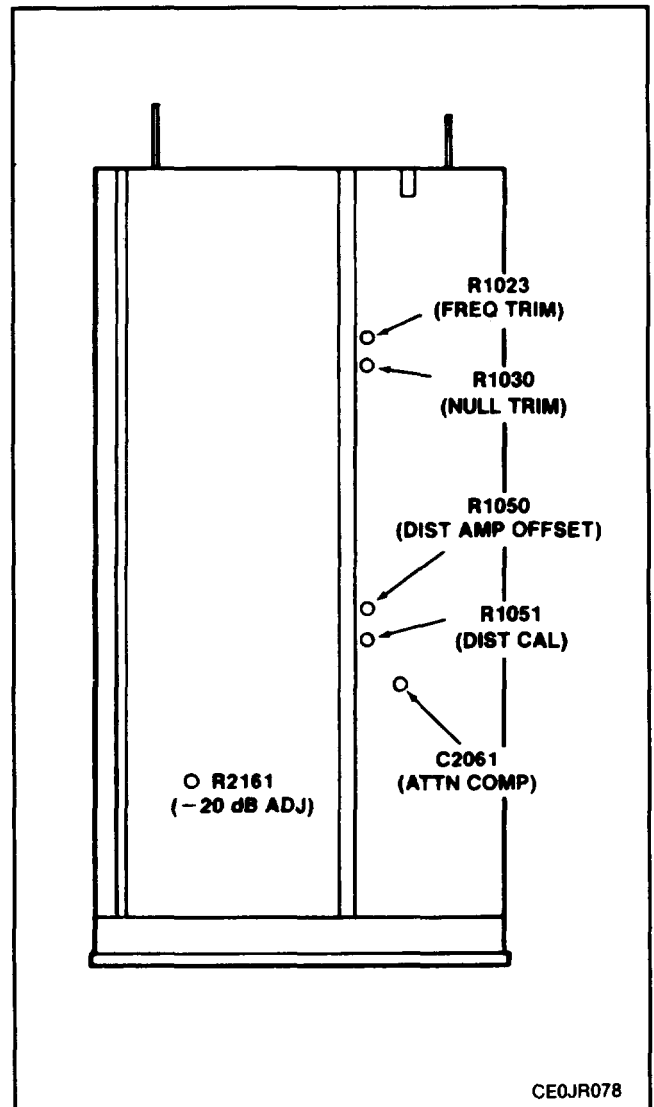 R1023
(FREQ TRIM)
R1030
(NULL TRIM)
R1050
(DIST AMP OFFSET)
R1051
(DIST CAL)
C2061
(ATTN COMP)
R2161
(−20 dB ADJ)
CE0JR078